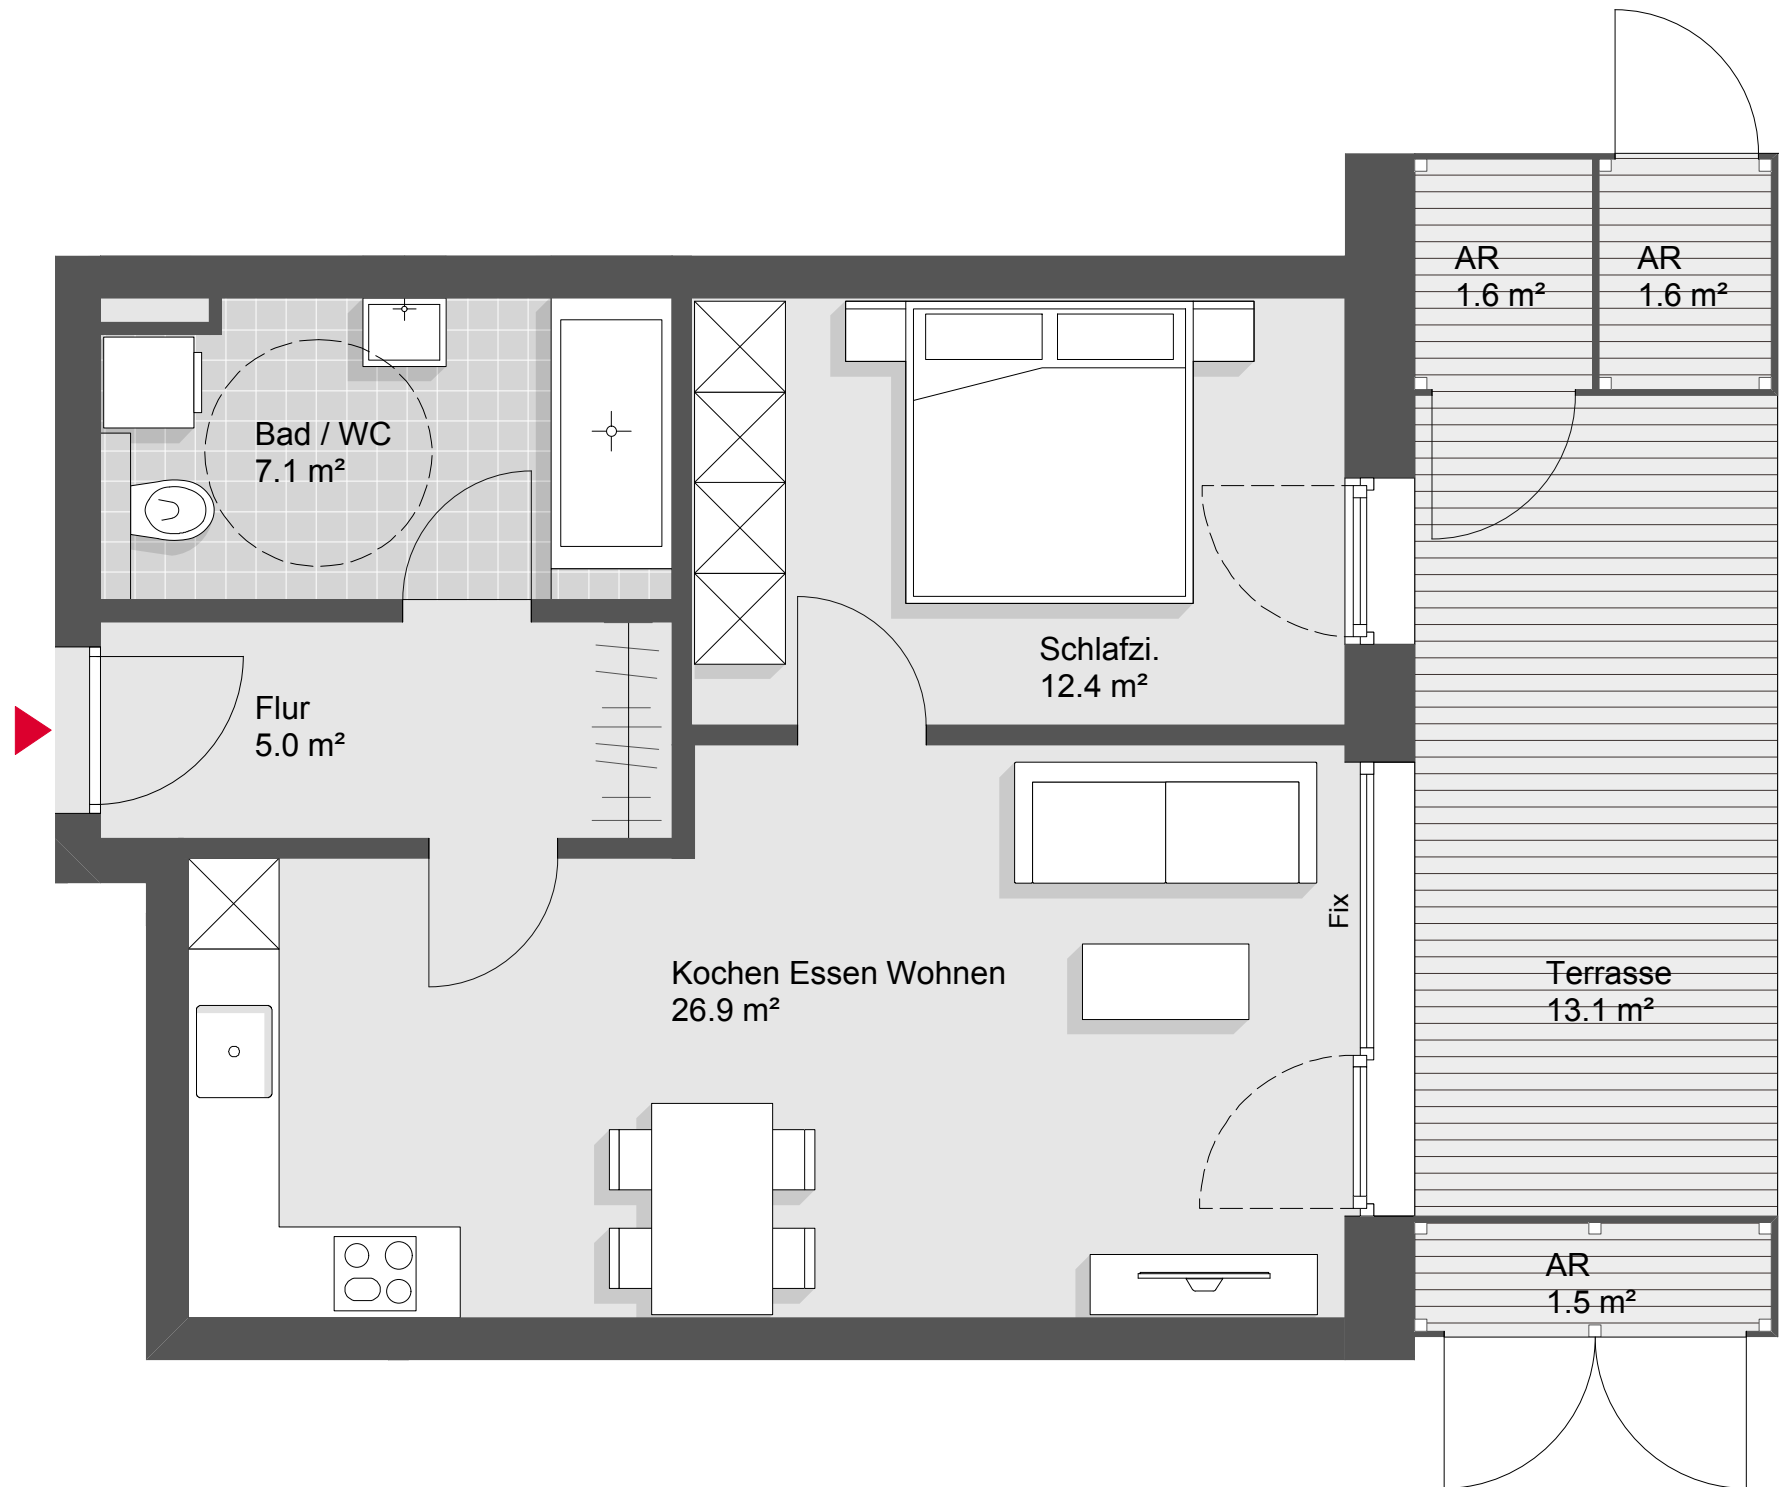 AR
1.6 m²
AR
1.6 m²
Bad / WC
7.1 m²
Schlafzi.
12.4 m²
Flur
5.0 m²
Fix
Kochen Essen Wohnen
26.9 m²
Terrasse
13.1 m²
AR
1.5 m²